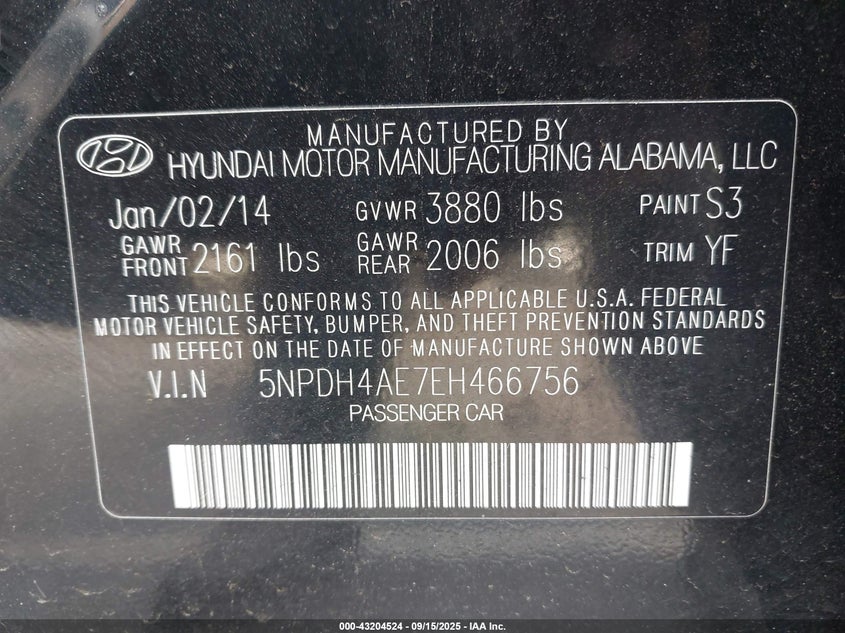 MANUFACTURED BY
HYUNDAI MOTOR MANUFACTURING ALABAMA, LLC
Jan/02/14 GVWR 3880 lbs PAINT S3
GAWR FRONT 2161 lbs GAWR REAR 2006 lbs TRIM YF
THIS VEHICLE CONFORMS TO ALL APPLICABLE U.S.A. FEDERAL
MOTOR VEHICLE SAFETY, BUMPER, AND THEFT PREVENTION STANDARDS
IN EFFECT ON THE DATE OF MANUFACTURE SHOWN ABOVE
V.I.N 5NPDH4AE7EH466756
PASSENGER CAR
000-43204524 - 09/15/2025 - IAA Inc.